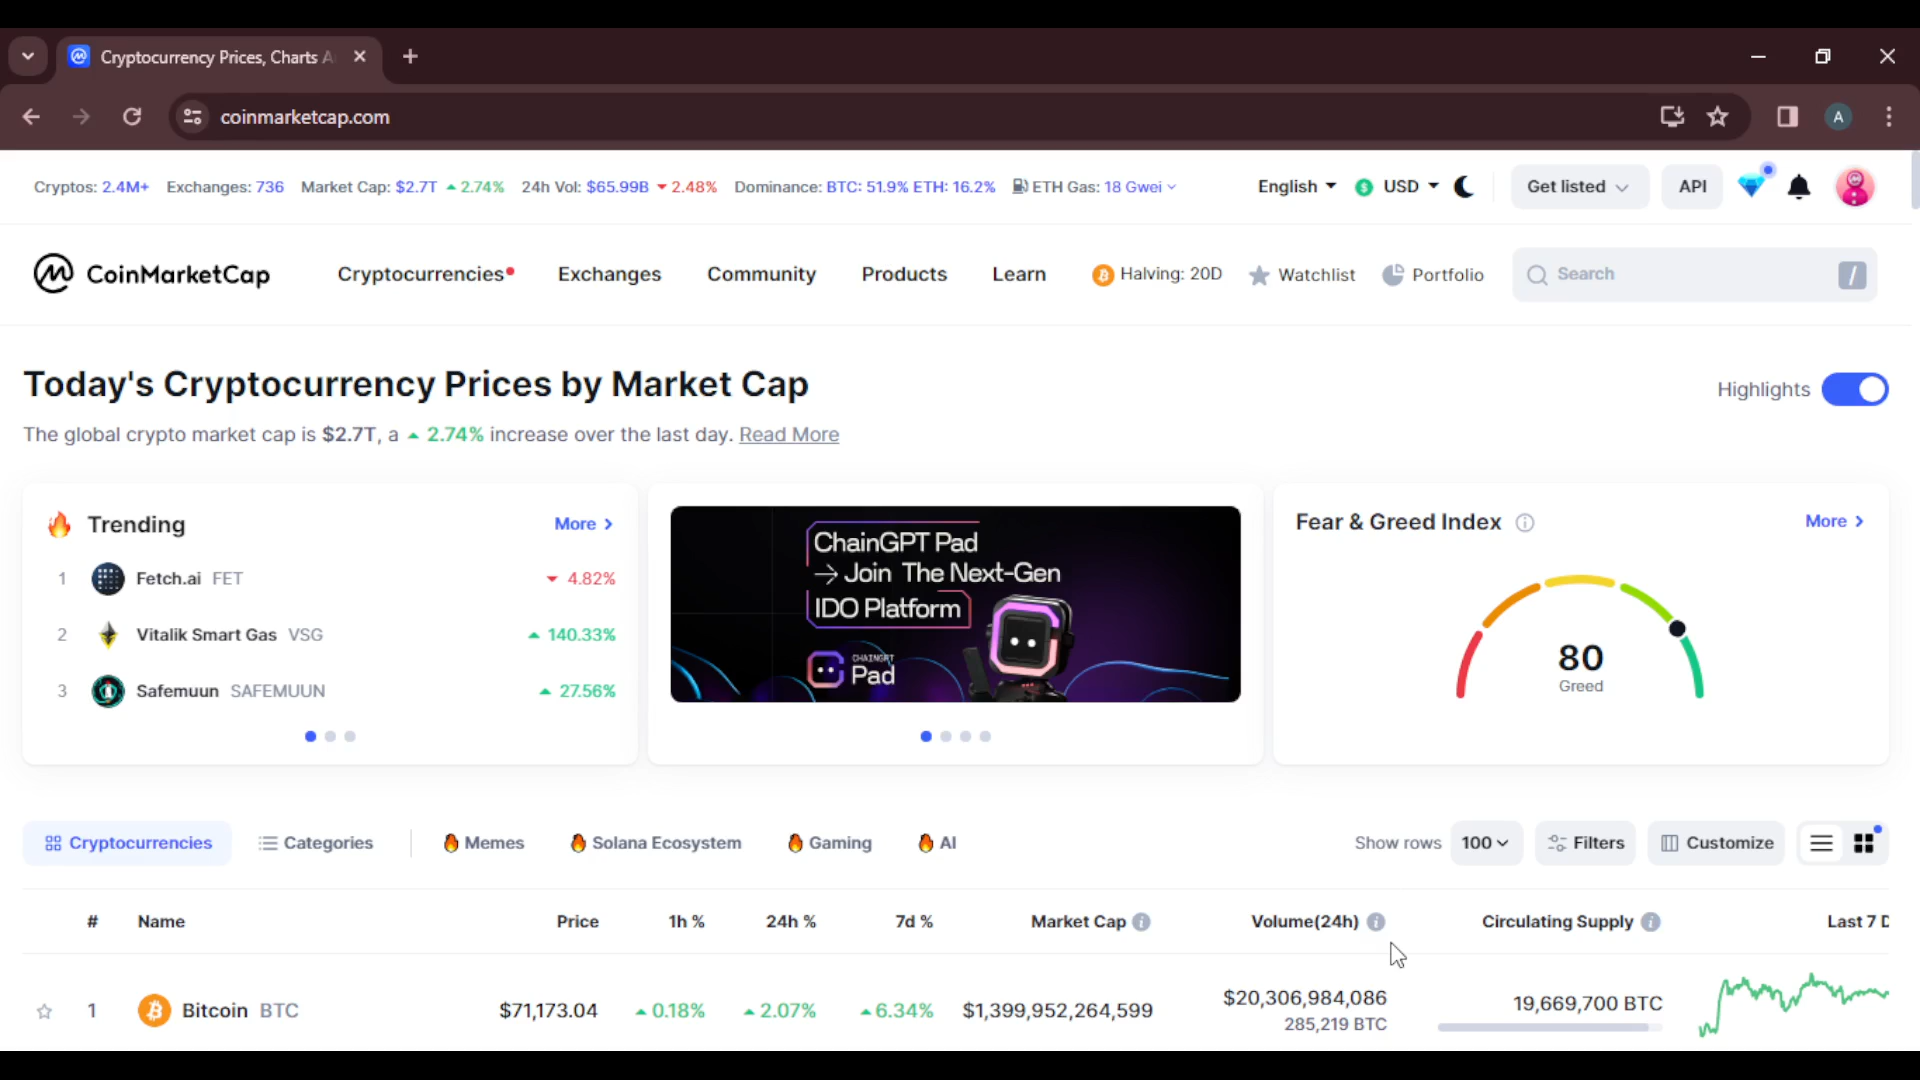 Cryptocurrency Prices, Charts A
coinmarketcap.com
A
Cryptos: 2.4M+ Exchanges: 736 Market Cap: $2.7T 2.74% 24h Vol: $65.99B 2.48% Dominance: BTC: 51.9% ETH: 16.2% ETH Gas: 18 Gwei English USD Get listed API
CoinMarketCap Cryptocurrencies Exchanges Community Products Learn Halving: 20D Watchlist Portfolio Search /
Today's Cryptocurrency Prices by Market Cap
Highlights
The global crypto market cap is $2.7T, a 2.74% increase over the last day. Read More
Trending More
1 Fetch.ai FET 4.82%
2 Vitalik Smart Gas VSG 140.33%
3 Safemuun SAFEMUUN 27.56%
ChainGPT Pad
→ Join The Next-Gen
IDO Platform
CHAINGPT
Pad
Fear & Greed Index More
80
Greed
Cryptocurrencies Categories Memes Solana Ecosystem Gaming AI Show rows 100 Filters Customize
# Name Price 1h % 24h % 7d % Market Cap Volume(24h) Circulating Supply Last 7 D
1 Bitcoin BTC $71,173.04 0.18% 2.07% 6.34% $1,399,952,264,599 $20,306,984,086 19,669,700 BTC
285,219 BTC